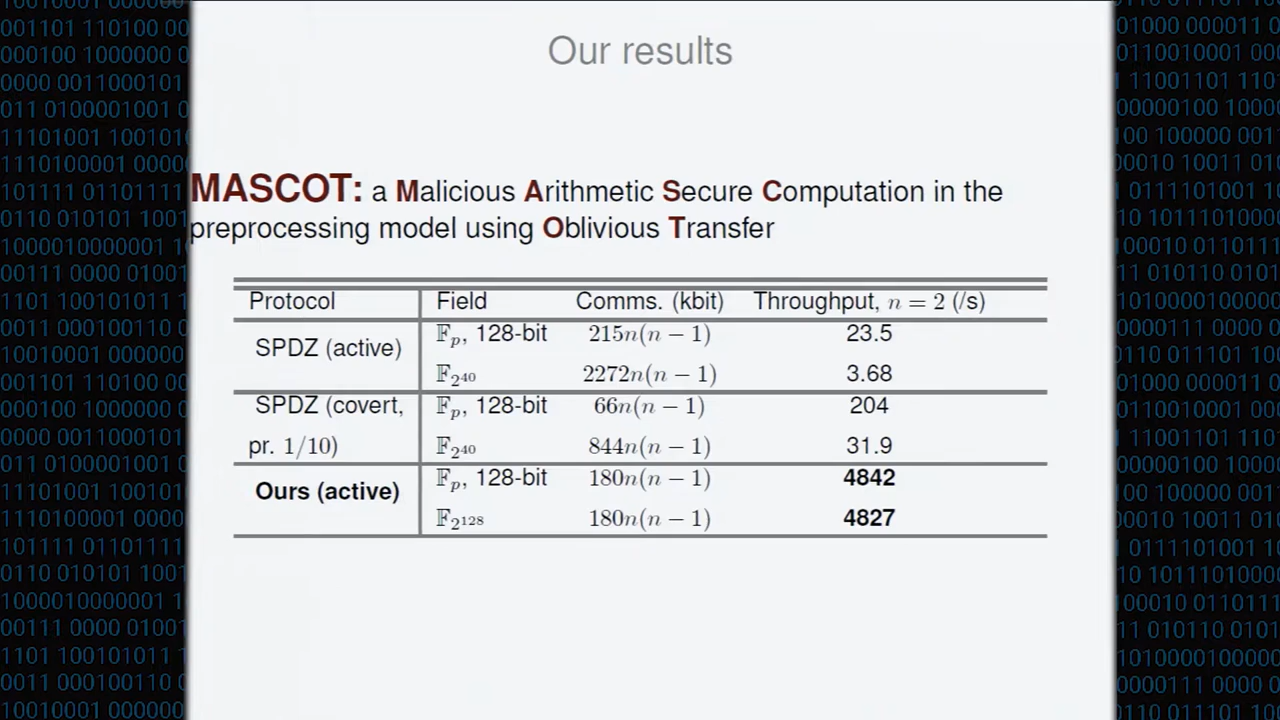 Our results
MASCOT: a Malicious Arithmetic Secure Computation in the
preprocessing model using Oblivious Transfer
Protocol Field Comms. (kbit) Throughput, n = 2 (/s)
SPDZ (active) 𝔽ₚ, 128-bit 215n(n − 1) 23.5
𝔽₂⁴⁰ 2272n(n − 1) 3.68
SPDZ (covert, 𝔽ₚ, 128-bit 66n(n − 1) 204
pr. 1/10) 𝔽₂⁴⁰ 844n(n − 1) 31.9
Ours (active) 𝔽ₚ, 128-bit 180n(n − 1) 4842
𝔽₂¹²⁸ 180n(n − 1) 4827